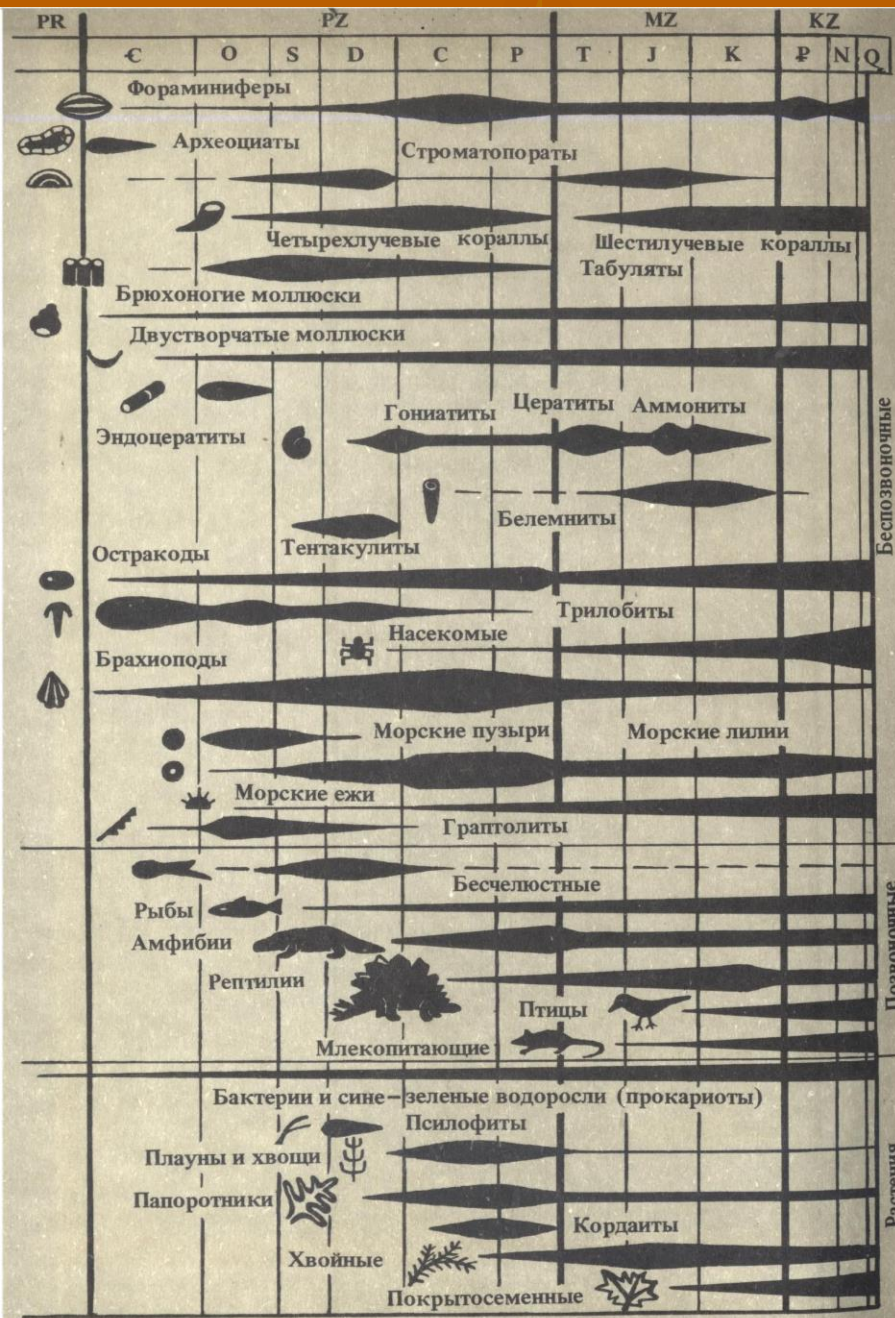 PR PZ MZ KZ
Є O S D C P T J K P N Q
Фораминиферы
Археоциаты
Строматопораты
Четырехлучевые кораллы
Шестилучевые кораллы
Табуляты
Брюхоногие моллюски
Двустворчатые моллюски
Гониатиты
Цератиты
Аммониты
Эндоцератиты
Белемниты
Тентакулиты
Остракоды
Трилобиты
Насекомые
Брахиоподы
Морские пузыри
Морские лилии
Морские ежи
Граптолиты
Беспозвоночные
Бесчелюстные
Рыбы
Амфибии
Рептилии
Птицы
Млекопитающие
Позвоночные
Бактерии и сине-зеленые водоросли (прокариоты)
Псилофиты
Плауны и хвощи
Папоротники
Кордаиты
Хвойные
Покрытосеменные
Растения